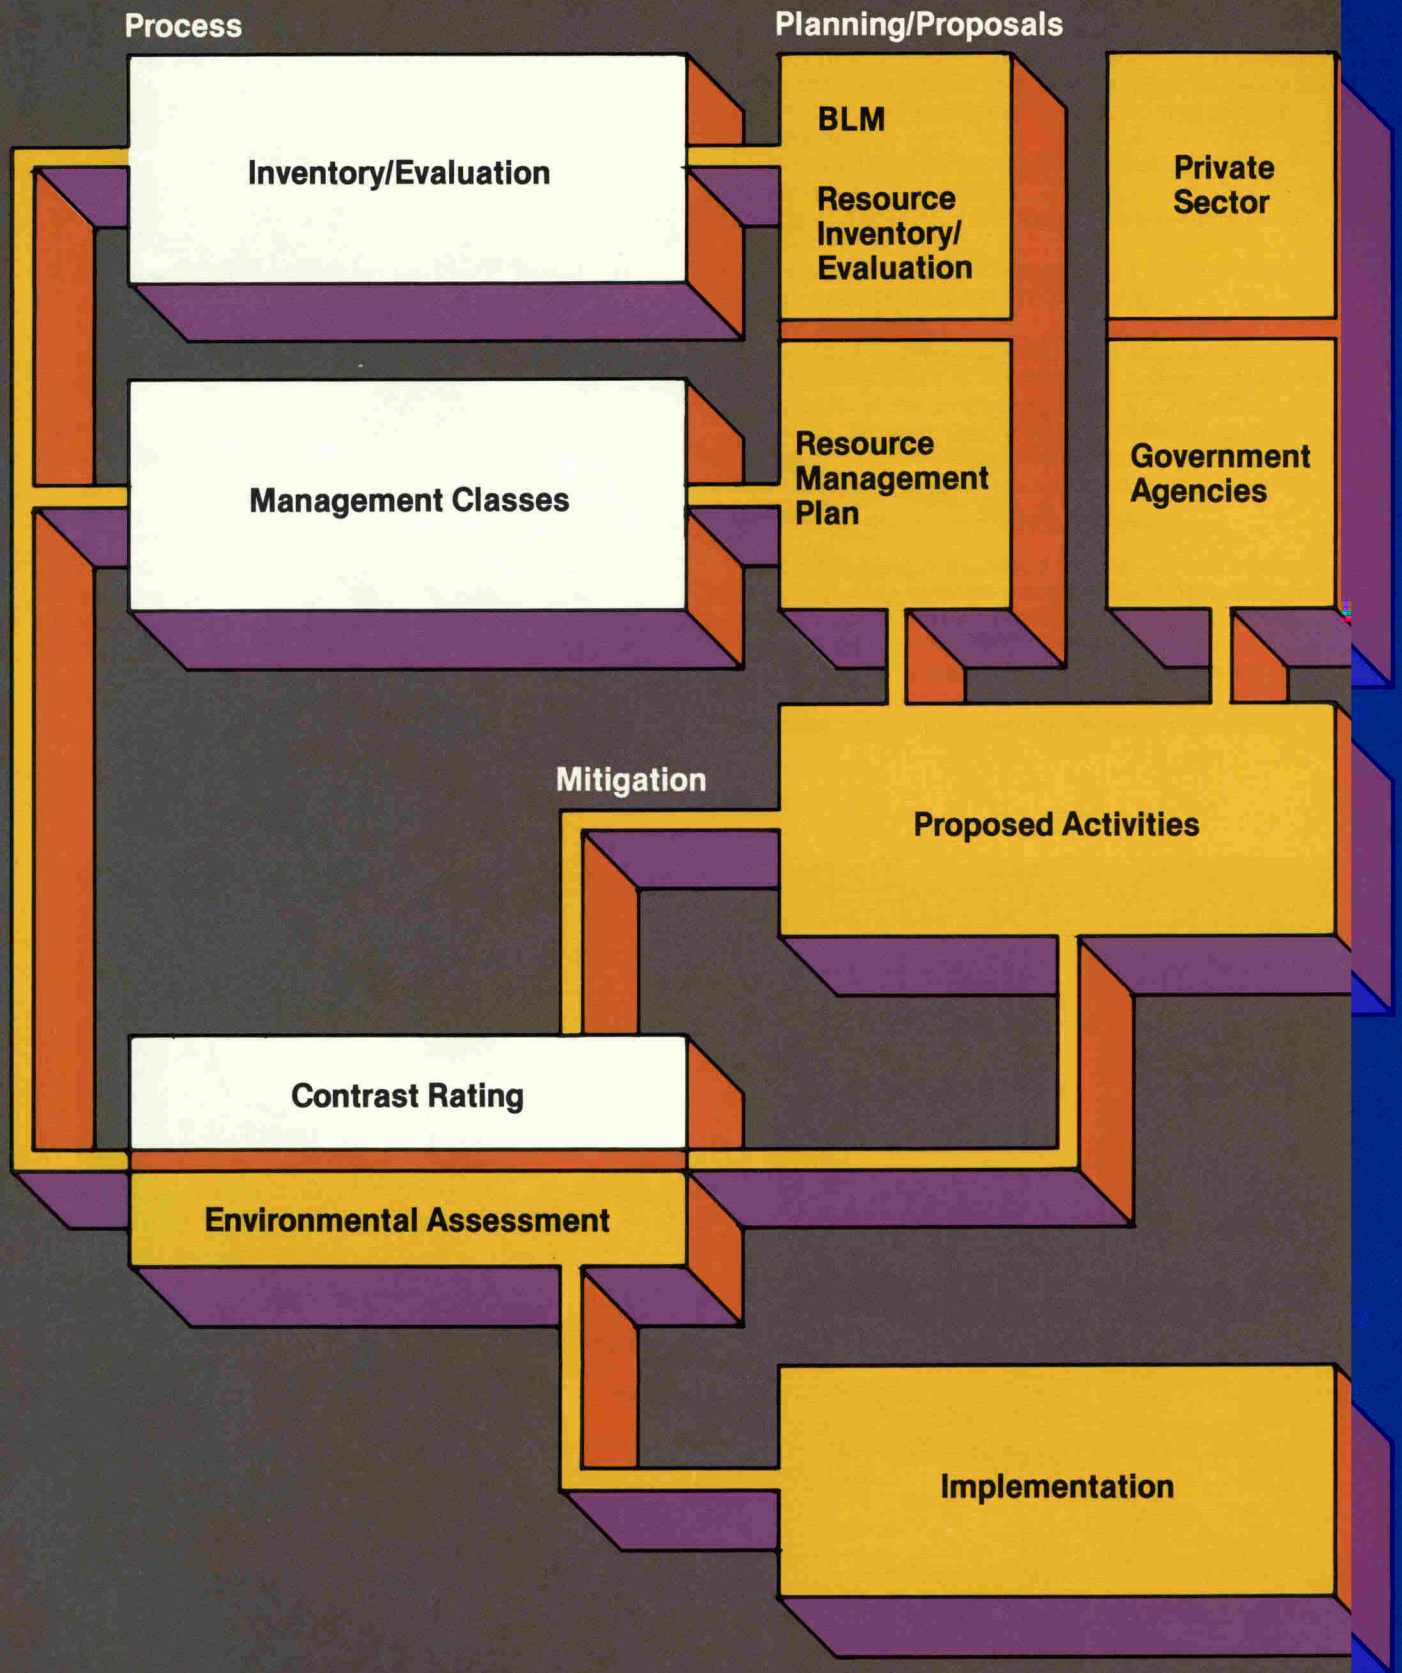 Process
Planning/Proposals
Inventory/Evaluation
BLM
Resource
Inventory/
Evaluation
Private
Sector
Management Classes
Resource
Management
Plan
Government
Agencies
Mitigation
Proposed Activities
Contrast Rating
Environmental Assessment
Implementation